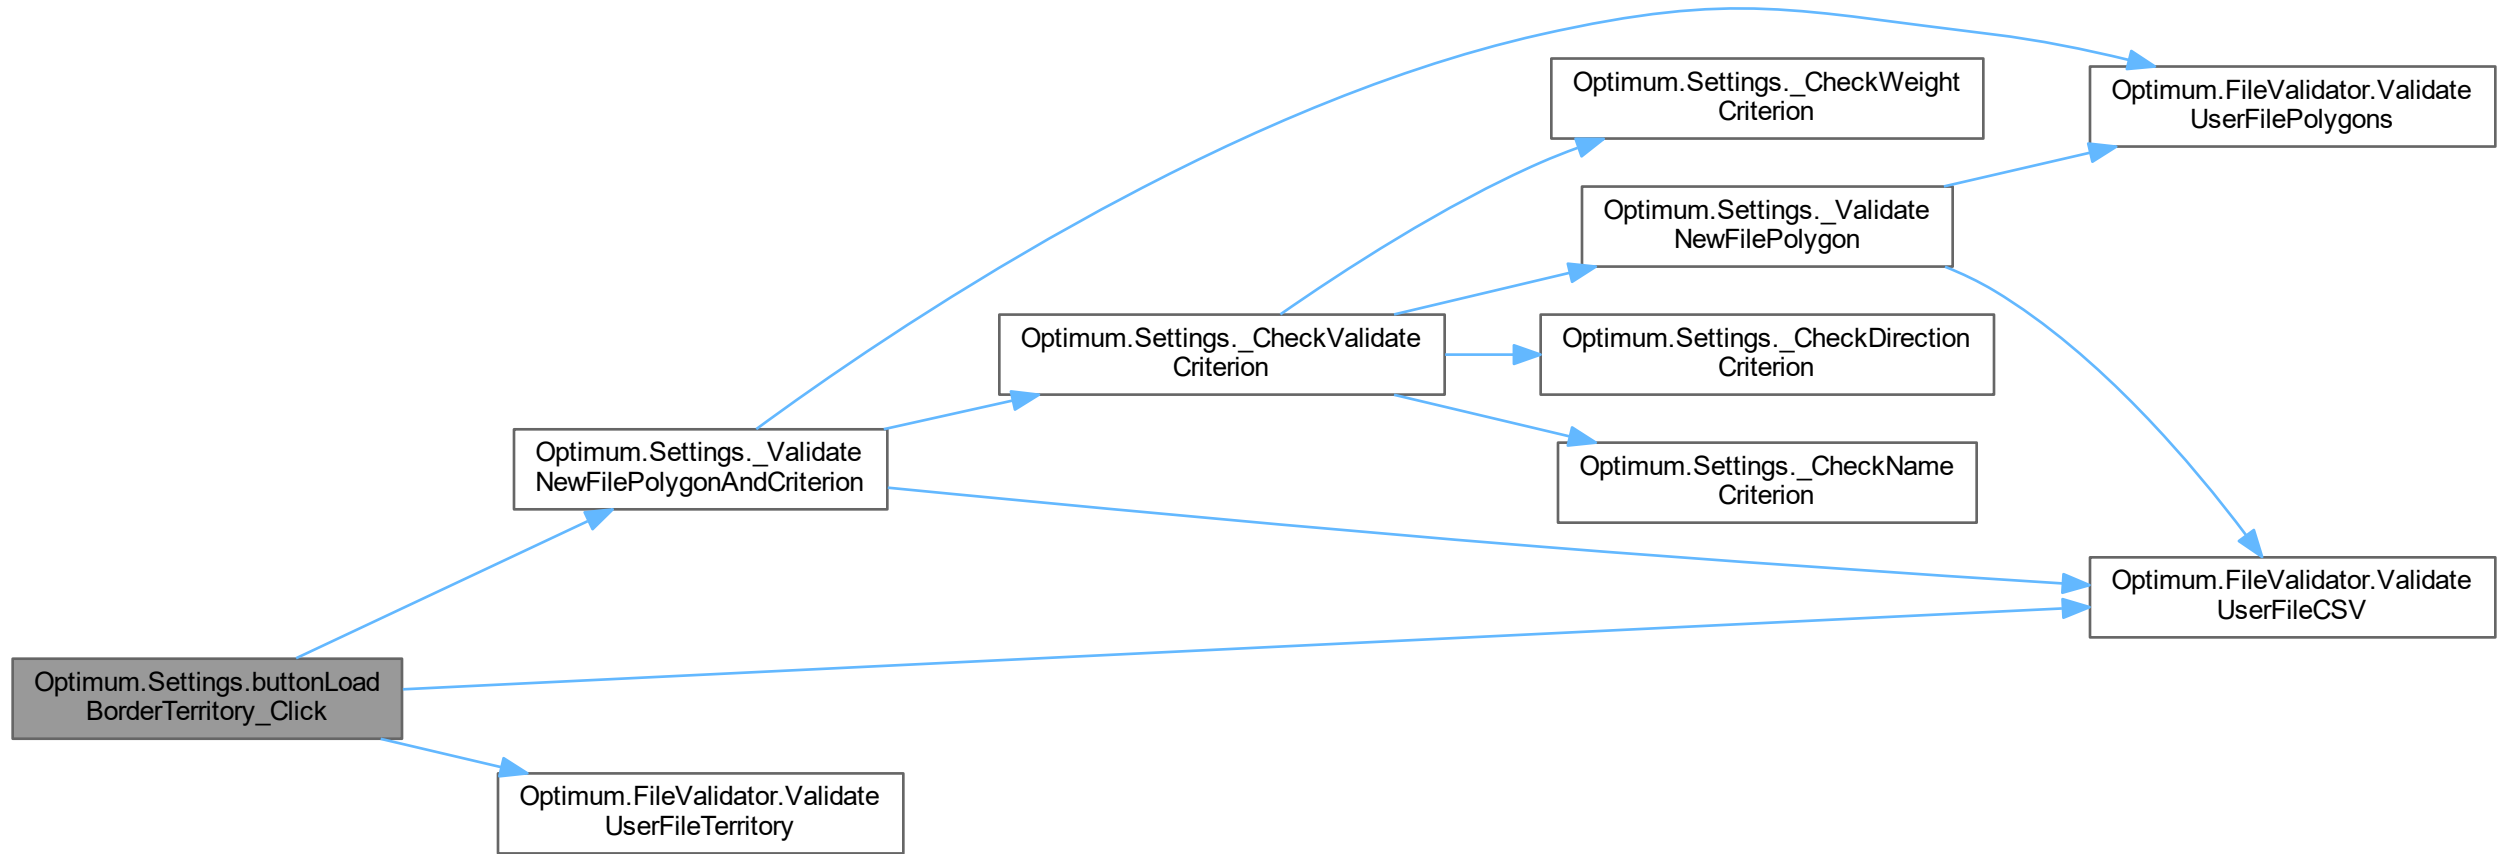 Optimum.Settings.buttonLoad
BorderTerritory_Click
Optimum.Settings._Validate
NewFilePolygonAndCriterion
Optimum.FileValidator.Validate
UserFileTerritory
Optimum.Settings._CheckValidate
Criterion
Optimum.Settings._CheckWeight
Criterion
Optimum.Settings._Validate
NewFilePolygon
Optimum.Settings._CheckDirection
Criterion
Optimum.Settings._CheckName
Criterion
Optimum.FileValidator.Validate
UserFilePolygons
Optimum.FileValidator.Validate
UserFileCSV